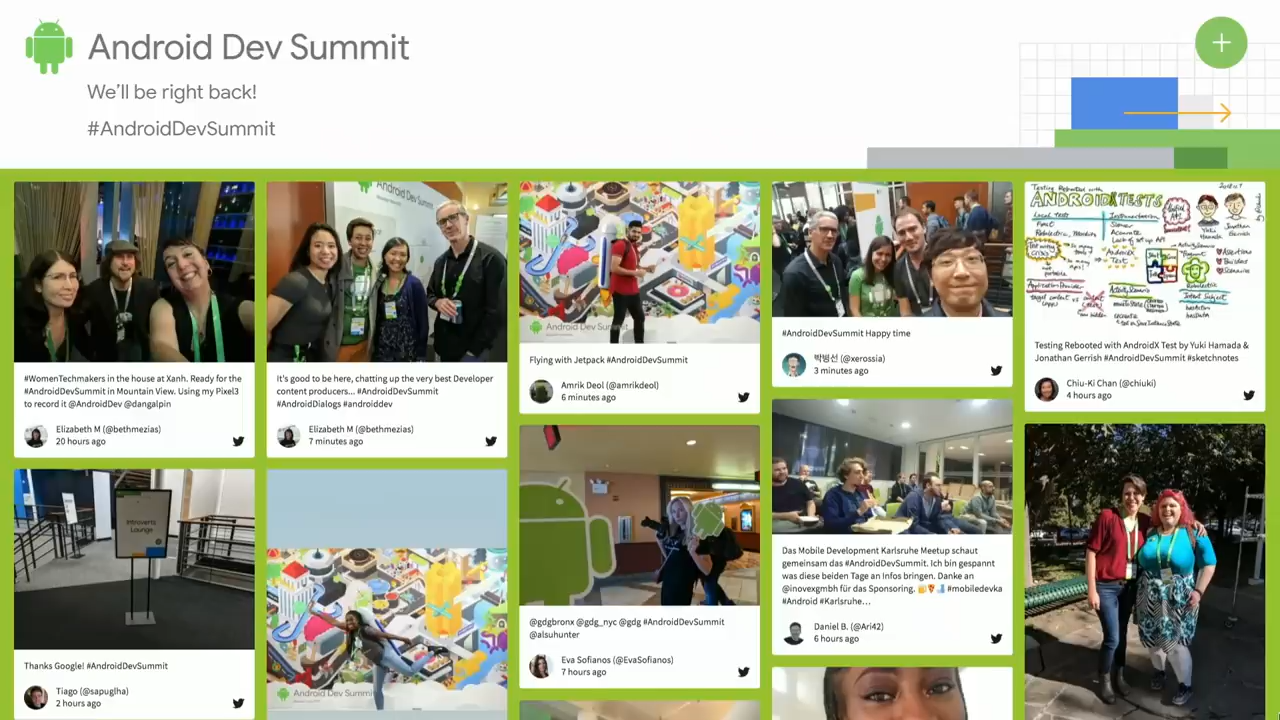 Android Dev Summit
We'll be right back!
#AndroidDevSummit
#WomenTechmakers in the house at Xanh. Ready for the
#AndroidDevSummit in Mountain View. Using my Pixel3
to record it @AndroidDev @dangalpin
Elizabeth M (@bethmezias)
20 hours ago
Introverts
Lounge
Thanks Google! #AndroidDevSummit
Tiago (@sapuglha)
2 hours ago
Android Dev Summit
It's good to be here, chatting up the very best Developer
content producers... #AndroidDevSummit
#AndroidDialogs #androiddev
Elizabeth M (@bethmezias)
7 minutes ago
Android Dev Summit
Android Dev Summit
Flying with Jetpack #AndroidDevSummit
Amrik Deol (@amrikdeol)
6 minutes ago
@gdgbronx @gdg_nyc @gdg #AndroidDevSummit
@alsuhunter
Eva Sofianos (@EvaSofianos)
7 hours ago
#AndroidDevSummit Happy time
박방선 (@xerossia)
3 minutes ago
Das Mobile Development Karlsruhe Meetup schaut
gemeinsam das #AndroidDevSummit. Ich bin gespannt
was diese beiden Tage an Infos bringen. Danke an
@inovexgmbh für das Sponsoring. 🍻🍕 #mobiledevka
#Android #Karlsruhe…
Daniel B. (@Ari42)
6 hours ago
Testing Rebooted with
ANDROIDXTESTS
Local Tests
Testing Rebooted with AndroidX Test by Yuki Hamada &
Jonathan Gerrish #AndroidDevSummit #sketchnotes
Chiu-Ki Chan (@chiuki)
4 hours ago